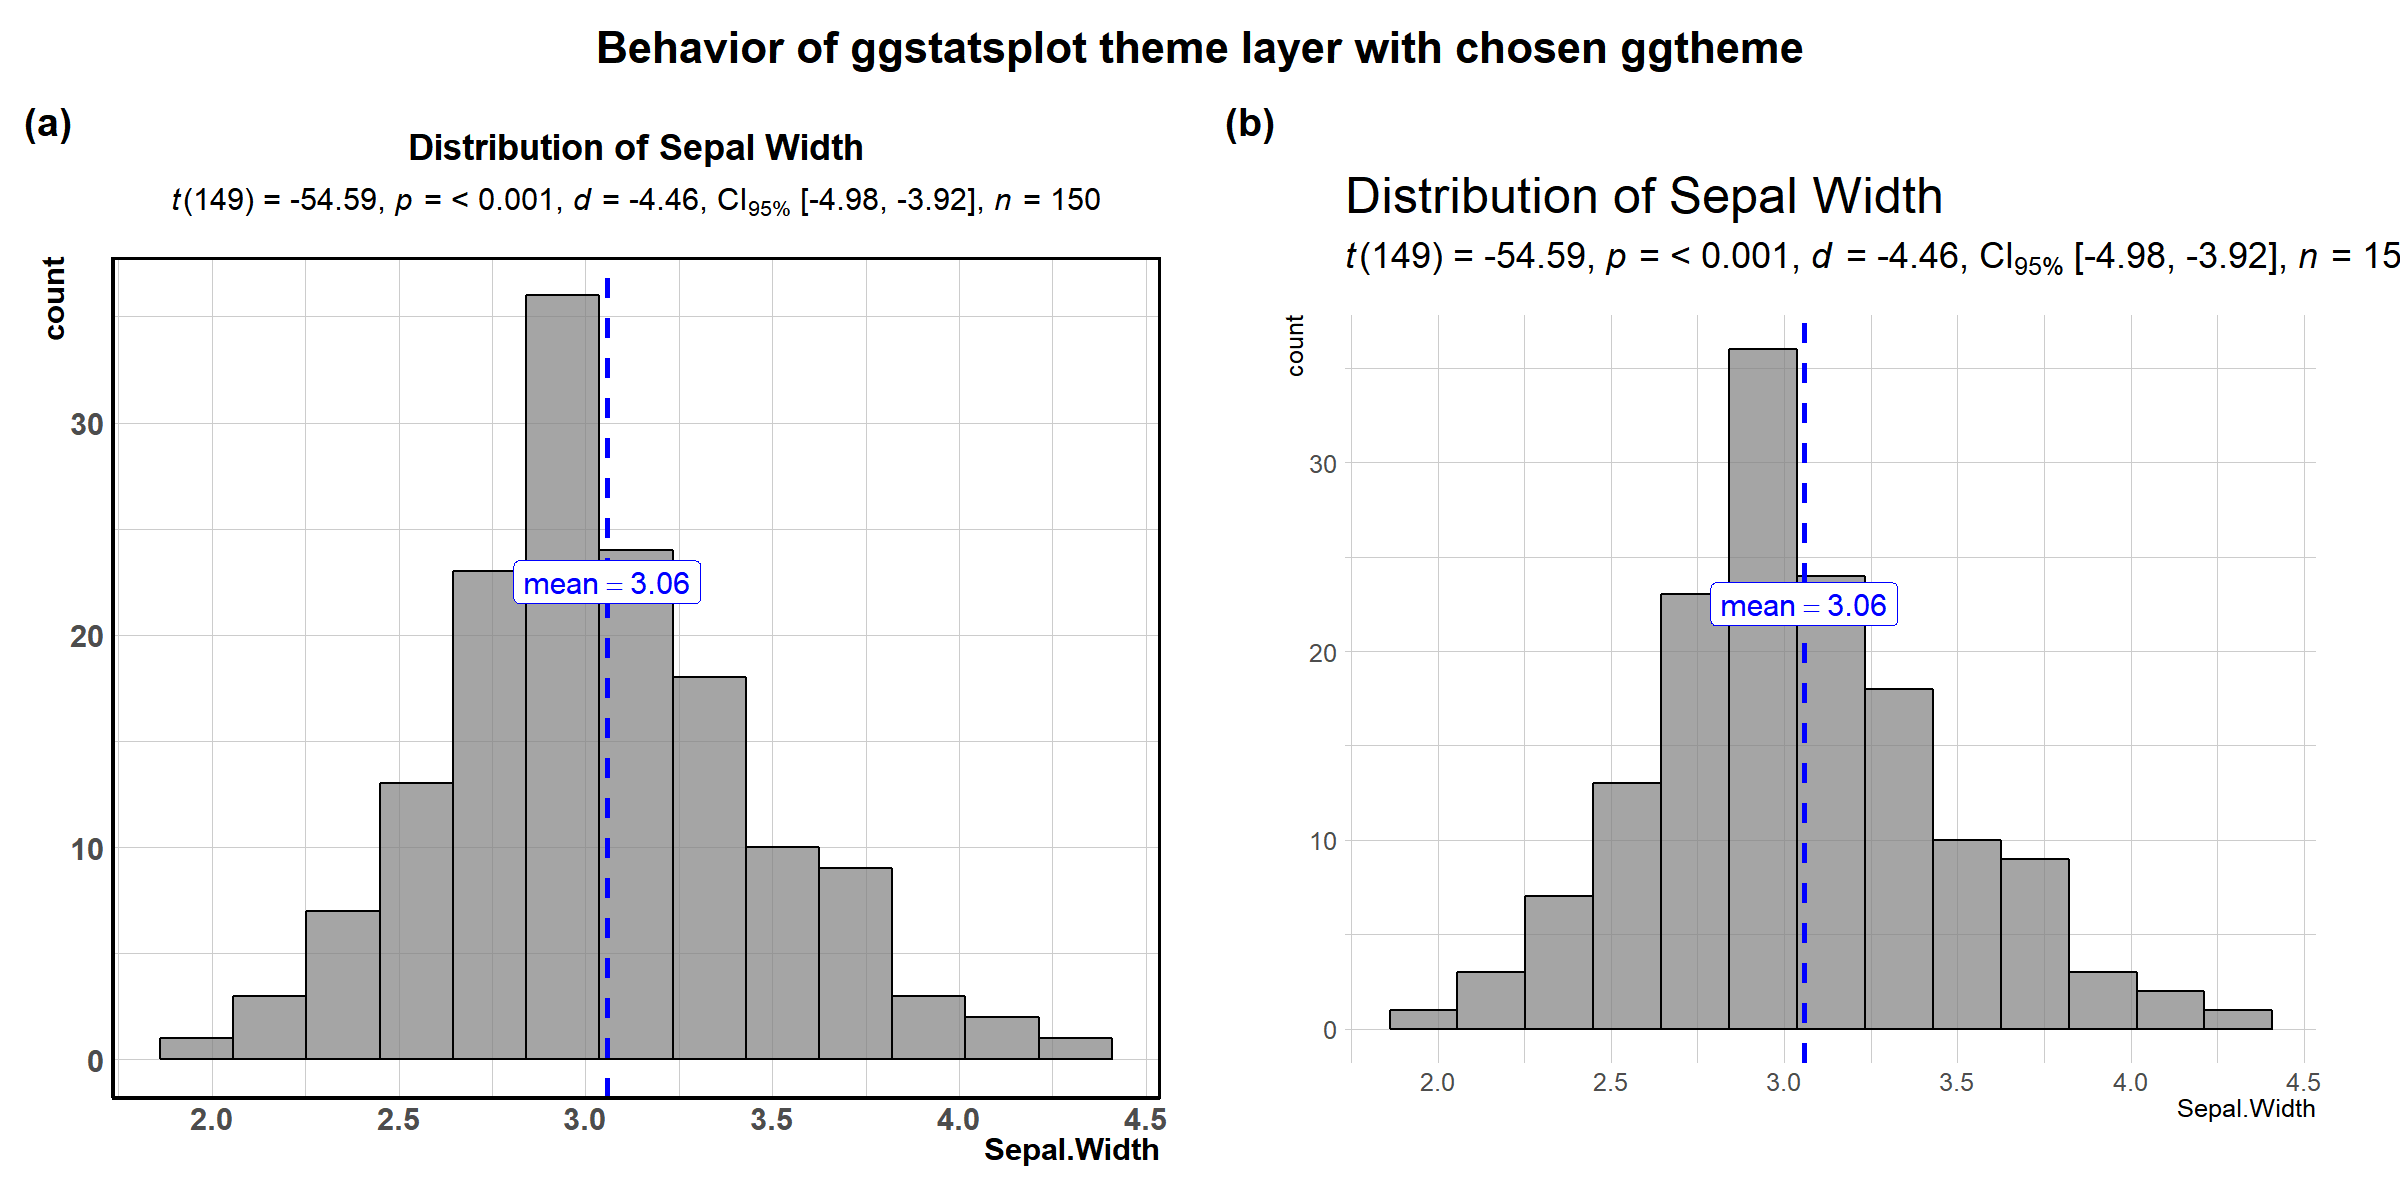 Behavior of ggstatsplot theme layer with chosen ggtheme
(a)
Distribution of Sepal Width
t(149) = -54.59, p = < 0.001, d = -4.46, CI95% [-4.98, -3.92], n = 150
count
30
20
10
0
mean = 3.06
2.0 2.5 3.0 3.5 4.0 4.5
Sepal.Width
(b)
Distribution of Sepal Width
t(149) = -54.59, p = < 0.001, d = -4.46, CI95% [-4.98, -3.92], n = 15
count
30
20
10
0
mean = 3.06
2.0 2.5 3.0 3.5 4.0 4.5
Sepal.Width